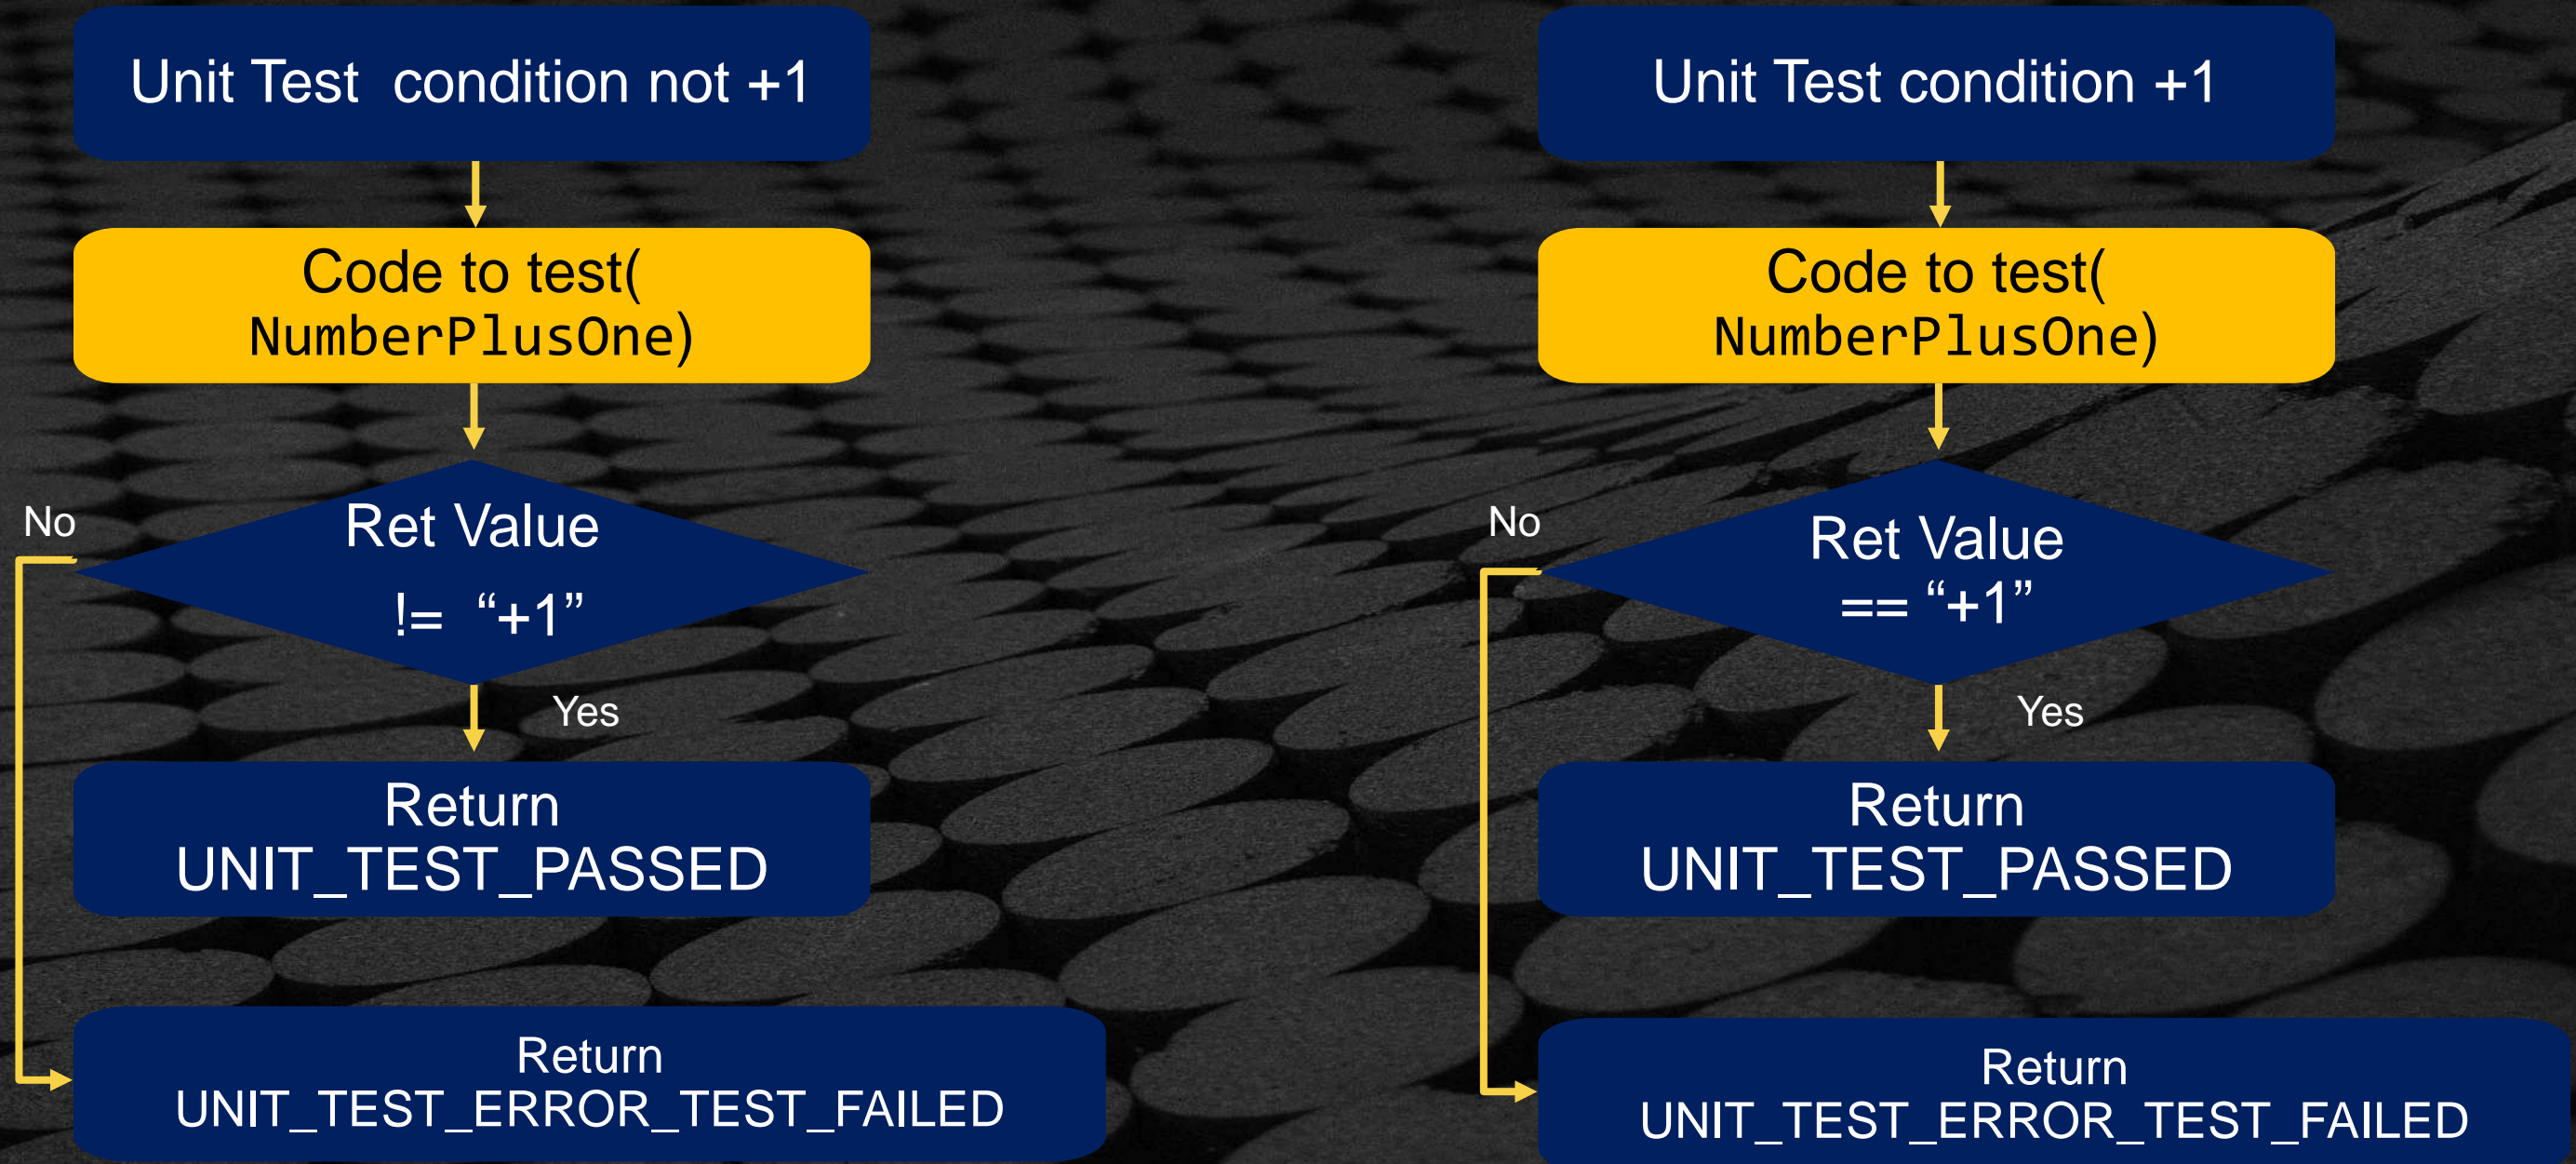 Unit Test  condition not +1
Code to test(
NumberPlusOne)
No
Ret Value
!=  “+1”
Yes
Return
UNIT_TEST_PASSED
Return
UNIT_TEST_ERROR_TEST_FAILED
Unit Test condition +1
Code to test(
NumberPlusOne)
No
Ret Value
== “+1”
Yes
Return
UNIT_TEST_PASSED
Return
UNIT_TEST_ERROR_TEST_FAILED